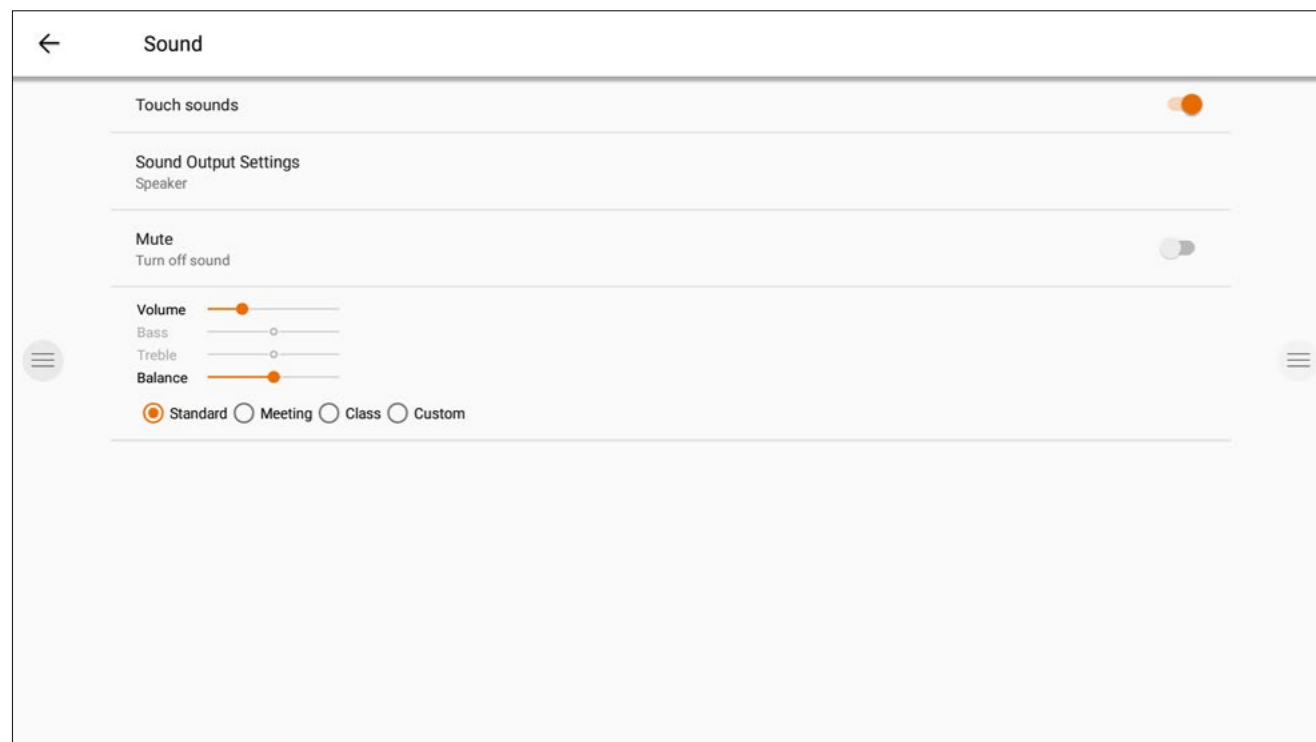 Sound
Touch sounds
Sound Output Settings
Speaker
Mute
Turn off sound
Volume
Bass
Treble
Balance
Standard Meeting Class Custom